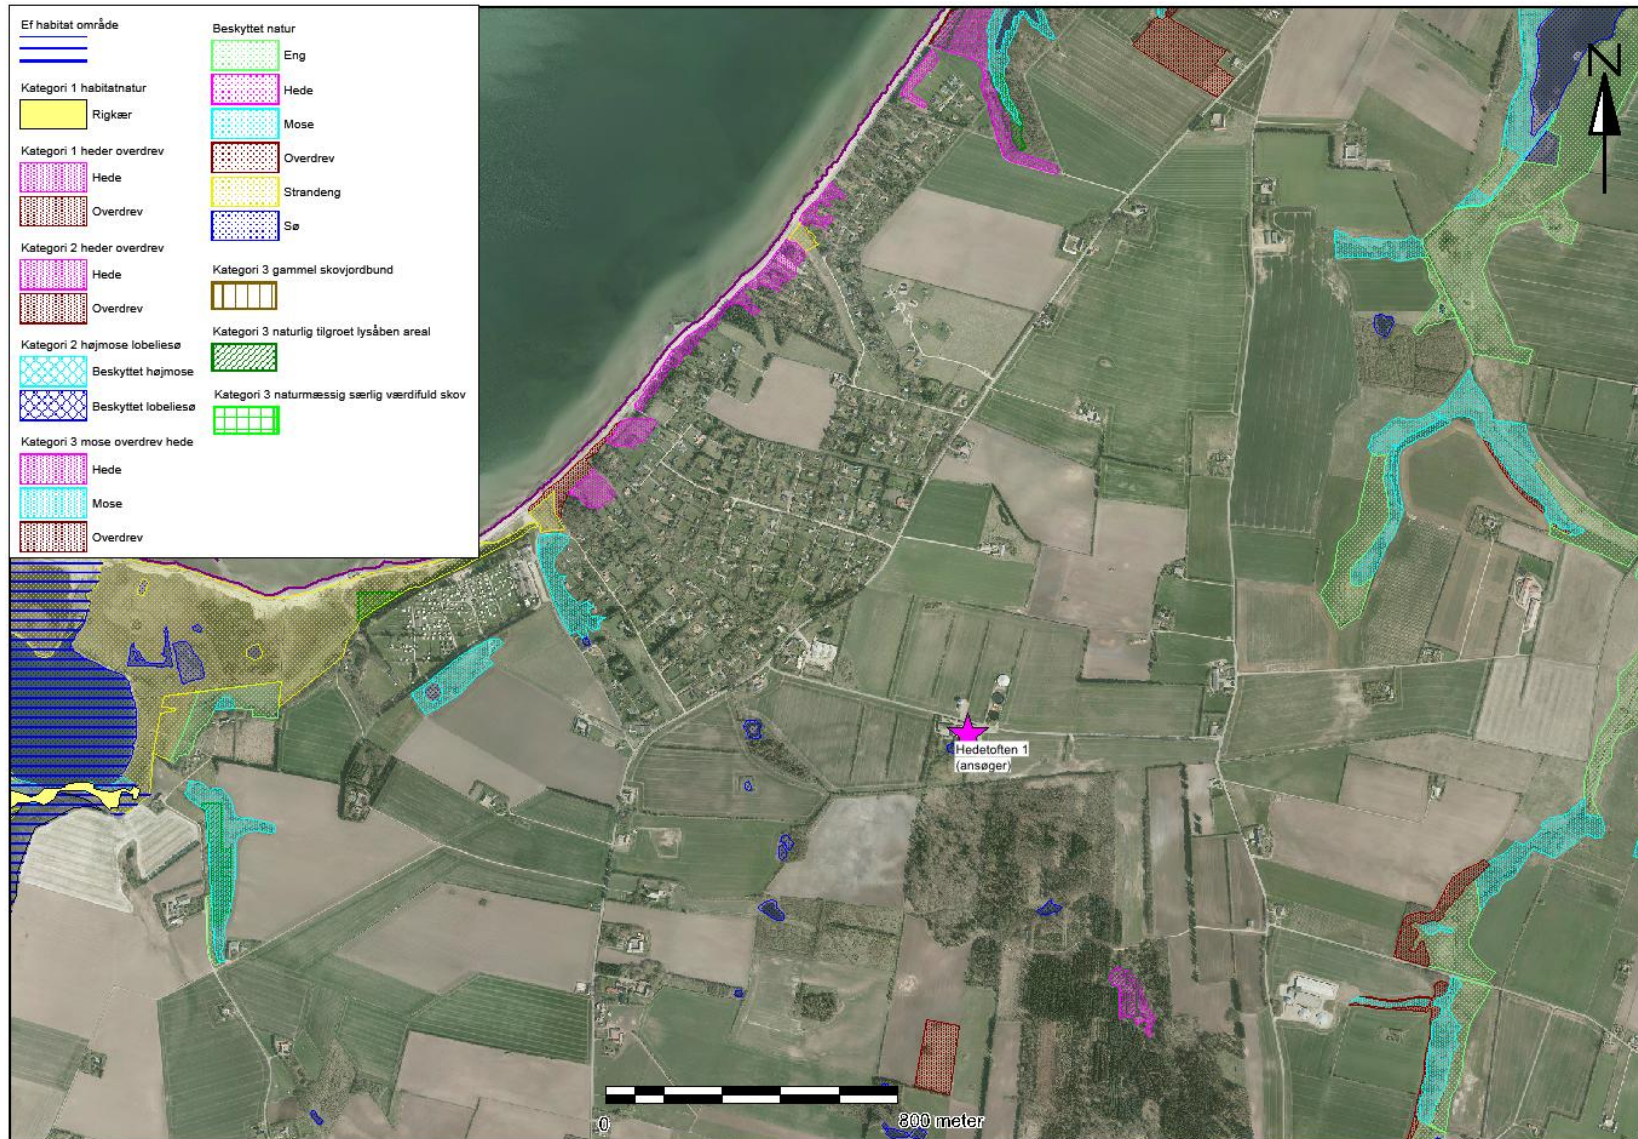 Ef habitat område
Kategori 1 habitatnatur
Rigkær
Kategori 1 heder overdrev
Hede
Overdrev
Kategori 2 heder overdrev
Hede
Overdrev
Kategori 2 højmose lobeliesø
Beskyttet højmose
Beskyttet lobeliesø
Kategori 3 mose overdrev hede
Hede
Mose
Overdrev
Beskyttet natur
Eng
Hede
Mose
Overdrev
Strandeng
Sø
Kategori 3 gammel skovjordbund
Kategori 3 naturlig tilgroet lysåben areal
Kategori 3 naturmæssig særlig værdifuld skov
N
Hedetoften 1
(ansøger)
0
800 meter